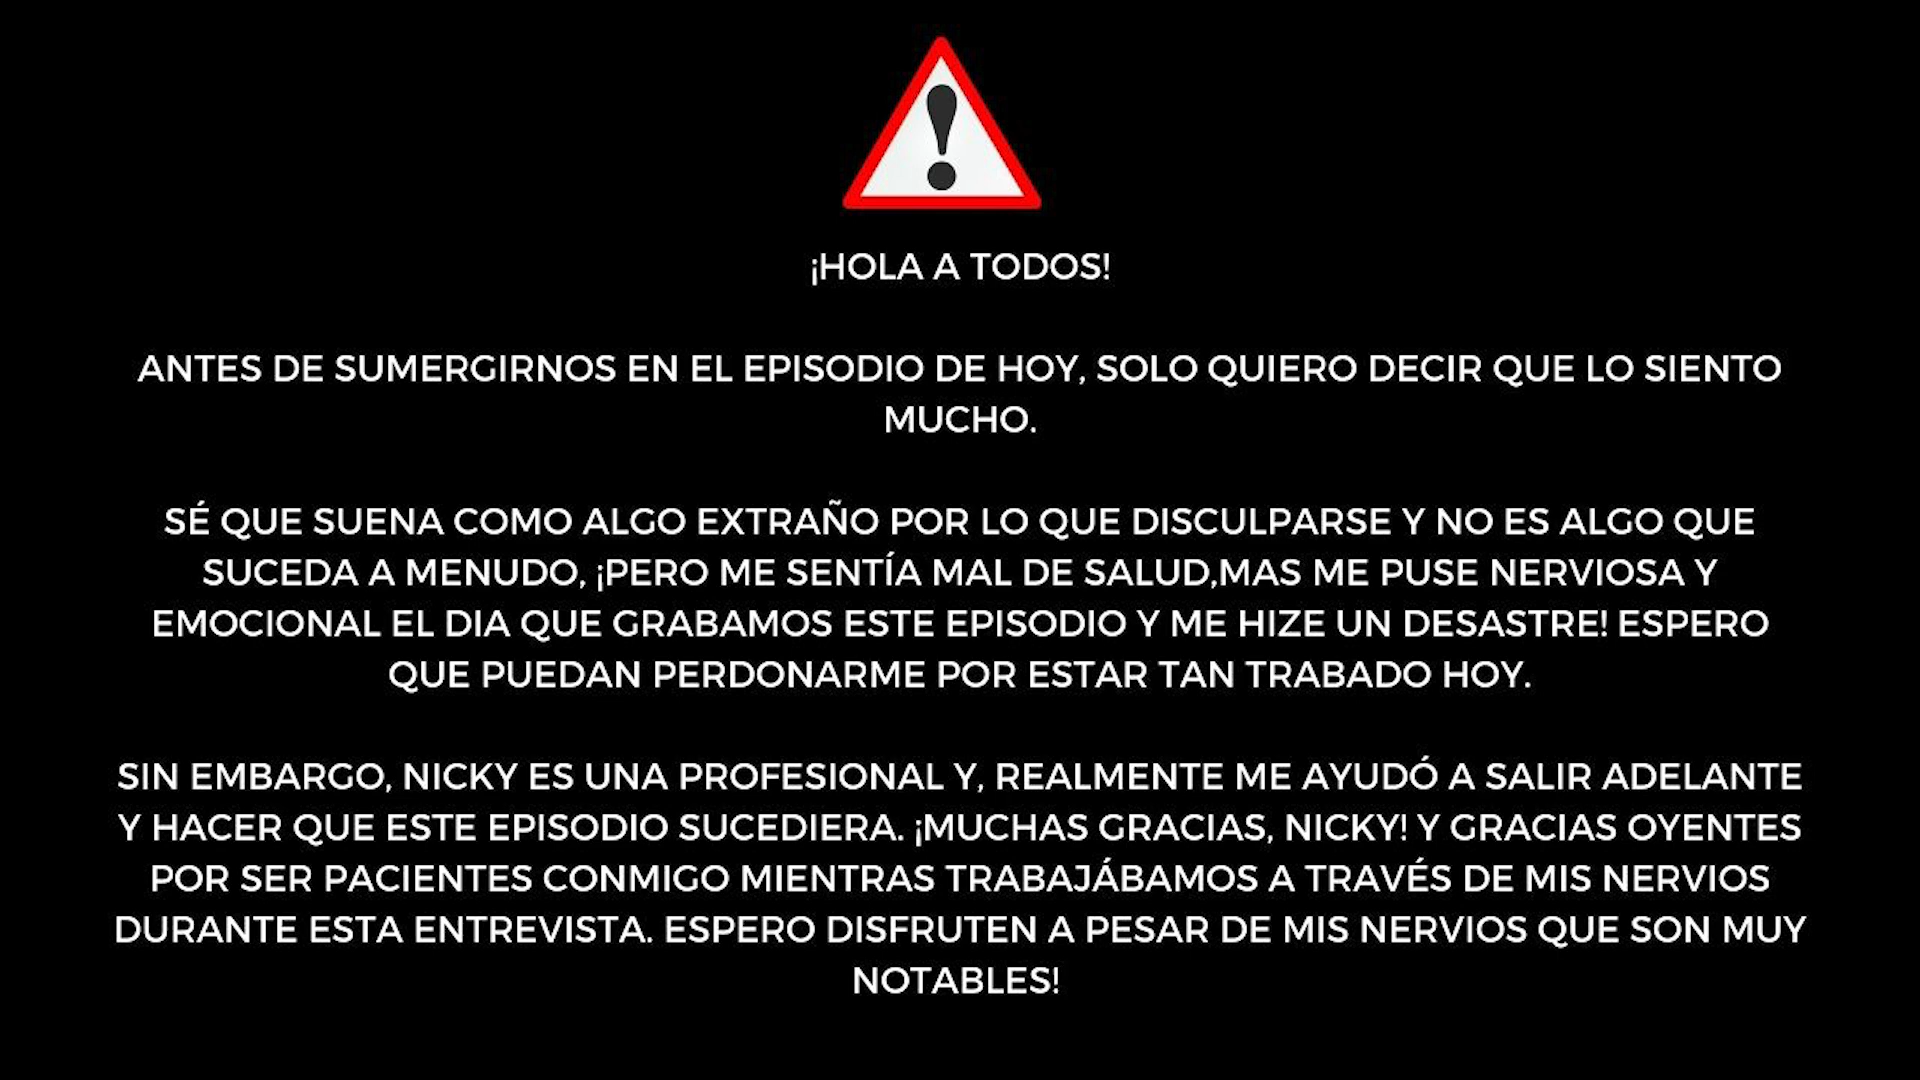 ¡HOLA A TODOS!
ANTES DE SUMERGIRNOS EN EL EPISODIO DE HOY, SOLO QUIERO DECIR QUE LO SIENTO
MUCHO.
SÉ QUE SUENA COMO ALGO EXTRAÑO POR LO QUE DISCULPARSE Y NO ES ALGO QUE
SUCEDA A MENUDO, ¡PERO ME SENTÍA MAL DE SALUD,MAS ME PUSE NERVIOSA Y
EMOCIONAL EL DIA QUE GRABAMOS ESTE EPISODIO Y ME HIZE UN DESASTRE! ESPERO
QUE PUEDAN PERDONARME POR ESTAR TAN TRABADO HOY.
SIN EMBARGO, NICKY ES UNA PROFESIONAL Y, REALMENTE ME AYUDÓ A SALIR ADELANTE
Y HACER QUE ESTE EPISODIO SUCEDIERA. ¡MUCHAS GRACIAS, NICKY! Y GRACIAS OYENTES
POR SER PACIENTES CONMIGO MIENTRAS TRABAJÁBAMOS A TRAVÉS DE MIS NERVIOS
DURANTE ESTA ENTREVISTA. ESPERO DISFRUTEN A PESAR DE MIS NERVIOS QUE SON MUY
NOTABLES!